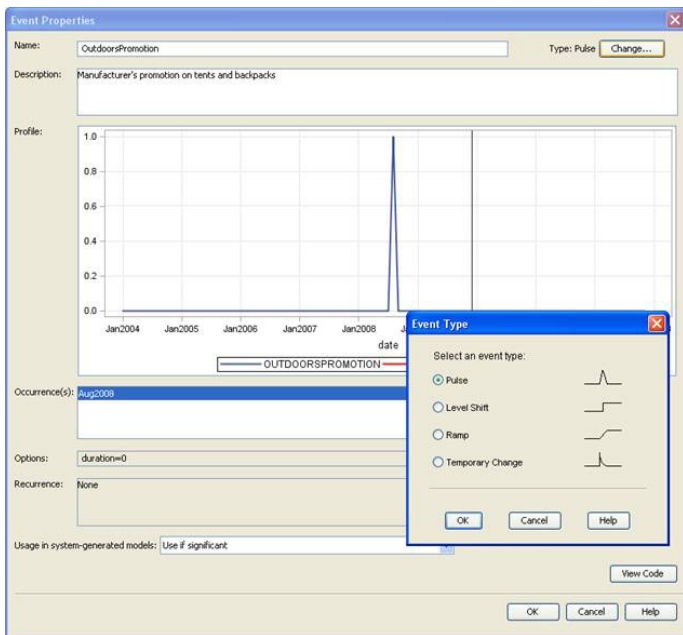 Event Properties
Name: OutdoorsPromotion Type: Pulse Change...
Description: Manufacturer's promotion on tents and backpacks
Profile:
1.0
0.8
0.6
0.4
0.2
0.0
Jan2004 Jan2005 Jan2006 Jan2007 Jan2008
date
OUTDOORSPROMOTION
Occurrence(s): Aug2008
Options: duration=0
Recurrence: None
Usage in system-generated models: Use if significant
View Code
OK Cancel Help
Event Type
Select an event type:
Pulse
Level Shift
Ramp
Temporary Change
OK Cancel Help